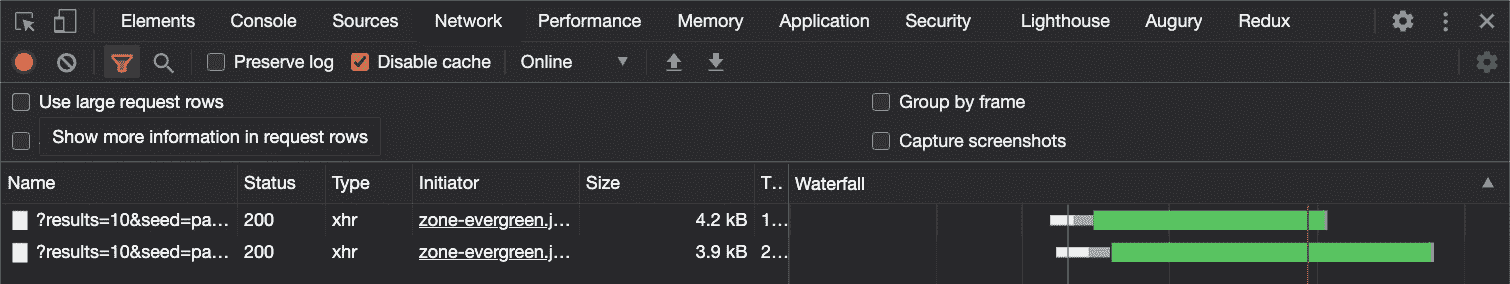 Elements Console Sources Network Performance Memory Application Security Lighthouse Augury Redux
Preserve log Disable cache Online
Use large request rows Group by frame
Show more information in request rows Capture screenshots
Name Status Type Initiator Size T.. Waterfall
?results=10&seed=pa... 200 xhr zone-evergreen.j... 4.2 kB 1...
?results=10&seed=pa... 200 xhr zone-evergreen.j... 3.9 kB 2...